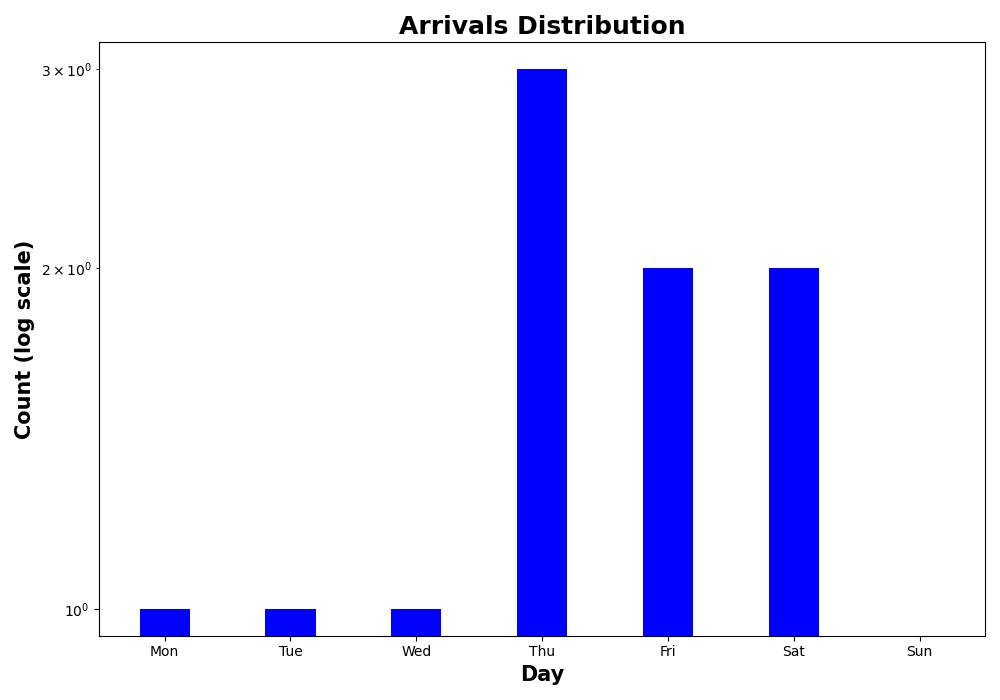 Arrivals Distribution
3 × 10⁰
2 × 10⁰
10⁰
Count (log scale)
Mon Tue Wed Thu Fri Sat Sun
Day